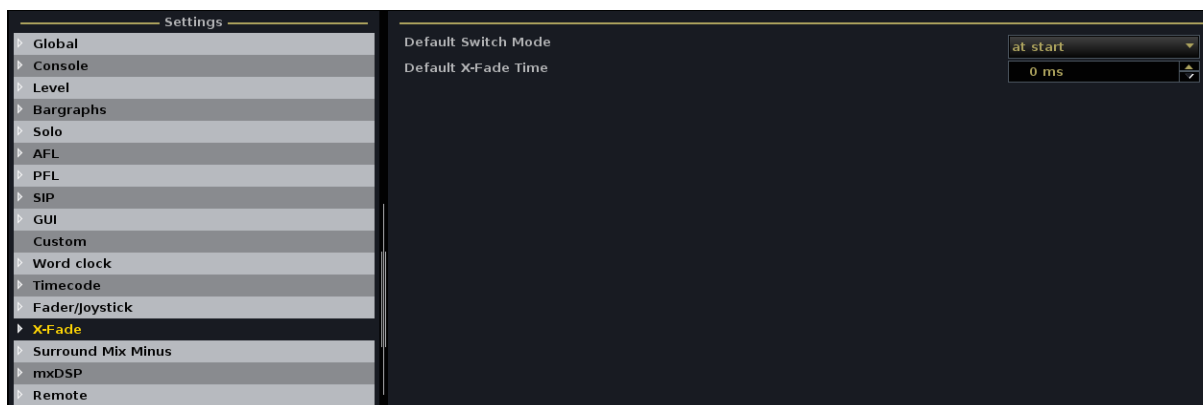 Settings
Global
Console
Level
Bargraphs
Solo
AFL
PFL
SIP
GUI
Custom
Word clock
Timecode
Fader/Joystick
X-Fade
Surround Mix Minus
mxDSP
Remote
Default Switch Mode at start
Default X-Fade Time 0 ms